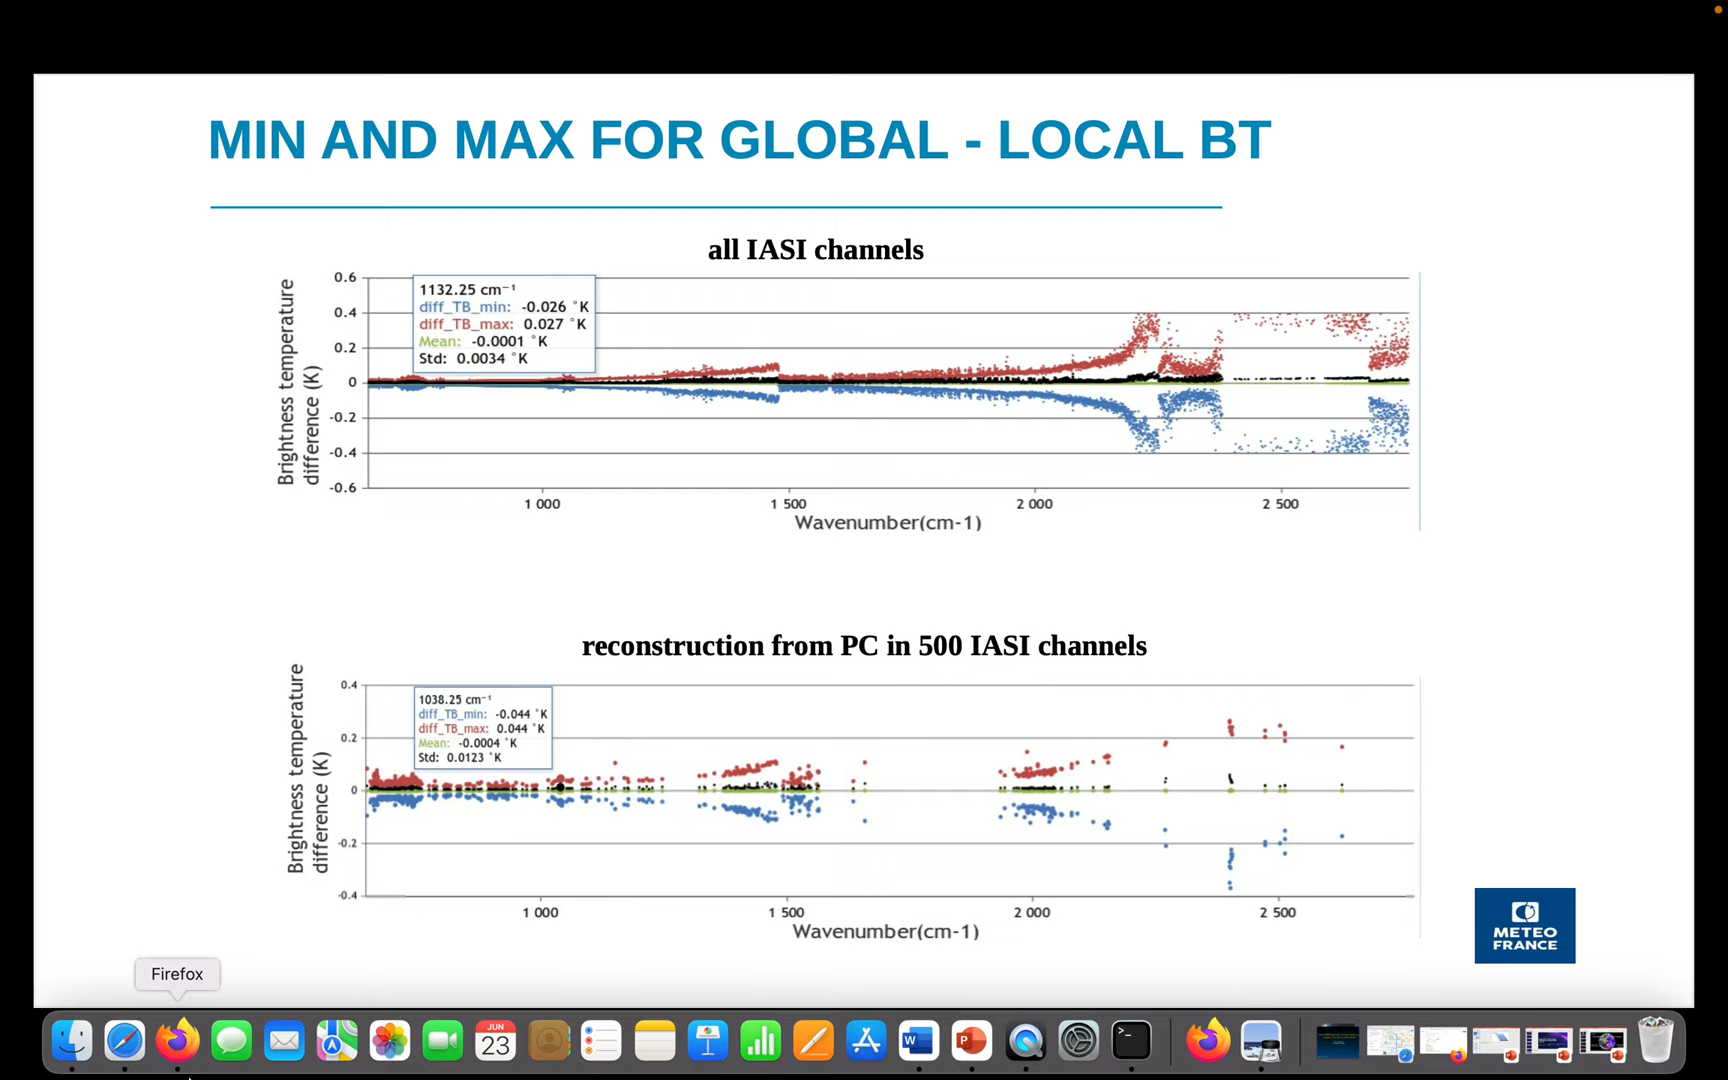 MIN AND MAX FOR GLOBAL - LOCAL BT
all IASI channels
Brightness temperature
difference (K)
0.6
0.4
0.2
0
-0.2
-0.4
-0.6
1132.25 cm⁻¹
diff_TB_min: -0.026 °K
diff_TB_max: 0.027 °K
Mean: -0.0001 °K
Std: 0.0034 °K
1 000
1 500
2 000
2 500
Wavenumber(cm-1)
reconstruction from PC in 500 IASI channels
Brightness temperature
difference (K)
0.4
0.2
0
-0.2
-0.4
1038.25 cm⁻¹
diff_TB_min: -0.044 °K
diff_TB_max: 0.044 °K
Mean: -0.0004 °K
Std: 0.0123 °K
1 000
1 500
2 000
2 500
Wavenumber(cm-1)
METEO
FRANCE
Firefox
JUN
23
W
P
>_